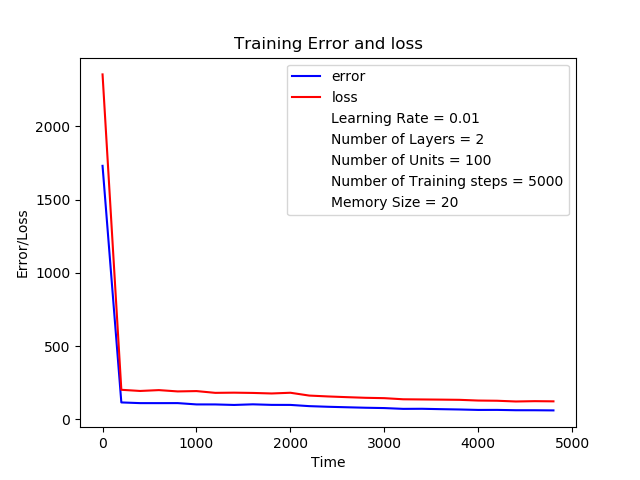 Training Error and loss
error
loss
Learning Rate = 0.01
Number of Layers = 2
Number of Units = 100
Number of Training steps = 5000
Memory Size = 20
2000
1500
1000
500
0
Error/Loss
0 1000 2000 3000 4000 5000
Time